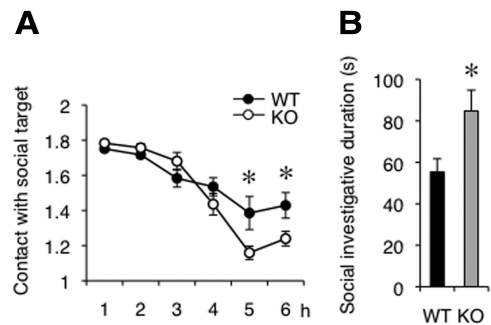 A
B
WT
KO
Contact with social target
2
1.8
1.6
1.4
1.2
1
* *
1 2 3 4 5 6 h
Social investigative duration (s)
100
80
60
40
20
0
*
WT KO